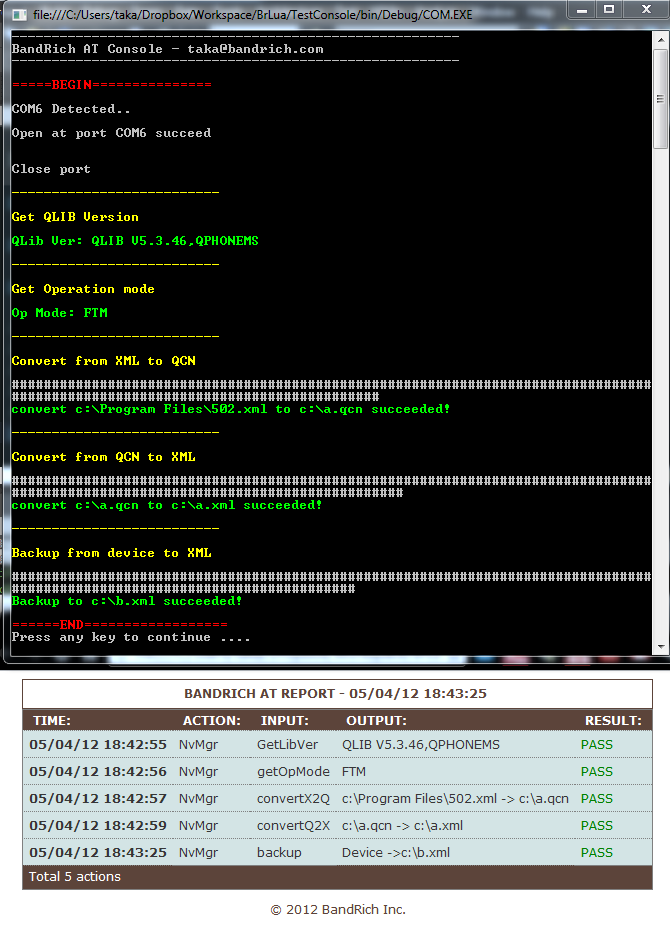 file:///C:/Users/taka/Dropbox/Workspace/BrLua/TestConsole/bin/Debug/COM.EXE
--------------------------------------------------------
BandRich AT Console - taka@bandrich.com
--------------------------------------------------------
=====BEGIN===============
COM6 Detected..
Open at port COM6 succeed
Close port
--------------------------
Get QLIB Version
QLib Ver: QLIB V5.3.46,QPHONEMS
--------------------------
Get Operation mode
Op Mode: FTM
--------------------------
Convert from XML to QCN
################################################################################
##############################################
convert c:\Program Files\502.xml to c:\a.qcn succeeded!
--------------------------
Convert from QCN to XML
################################################################################
#################################################
convert c:\a.qcn to c:\a.xml succeeded!
--------------------------
Backup from device to XML
################################################################################
###########################################
Backup to c:\b.xml succeeded!
======END==================
Press any key to continue ....
BANDRICH AT REPORT - 05/04/12 18:43:25
TIME: ACTION: INPUT: OUTPUT: RESULT:
05/04/12 18:42:55 NvMgr GetLibVer QLIB V5.3.46,QPHONEMS PASS
05/04/12 18:42:56 NvMgr getOpMode FTM PASS
05/04/12 18:42:57 NvMgr convertX2Q c:\Program Files\502.xml -> c:\a.qcn PASS
05/04/12 18:42:59 NvMgr convertQ2X c:\a.qcn -> c:\a.xml PASS
05/04/12 18:43:25 NvMgr backup Device ->c:\b.xml PASS
Total 5 actions
© 2012 BandRich Inc.